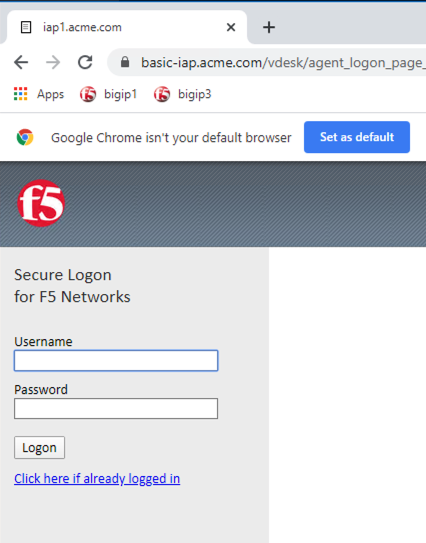 iap1.acme.com
basic-iap.acme.com/vdesk/agent_logon_page_
Apps bigip1 bigip3
Google Chrome isn't your default browser Set as default
f5
Secure Logon
for F5 Networks
Username
Password
Logon
Click here if already logged in